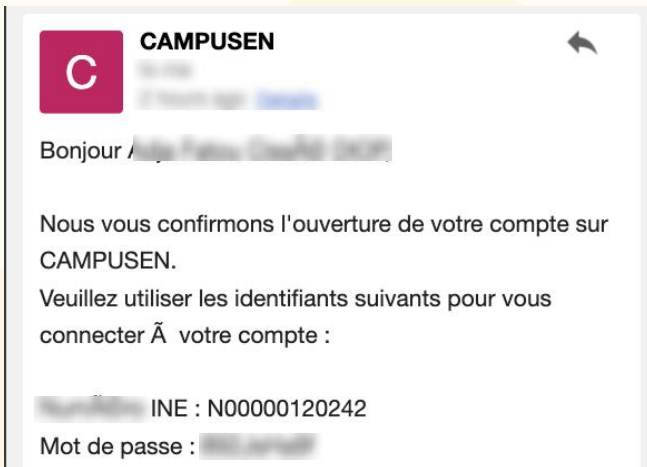 CAMPUSEN
C
Bonjour
Nous vous confirmons l'ouverture de votre compte sur
CAMPUSEN.
Veuillez utiliser les identifiants suivants pour vous
connecter Ã votre compte :
INE : N00000120242
Mot de passe :